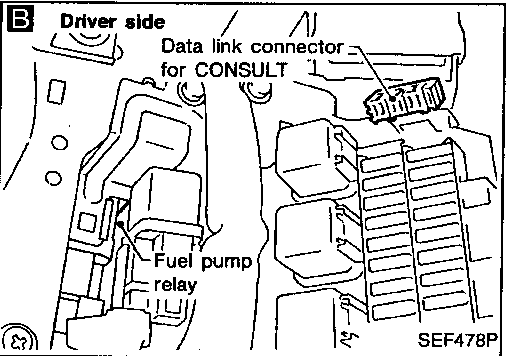 B Driver side
Data link connector
for CONSULT
Fuel pump
relay
SEF478P